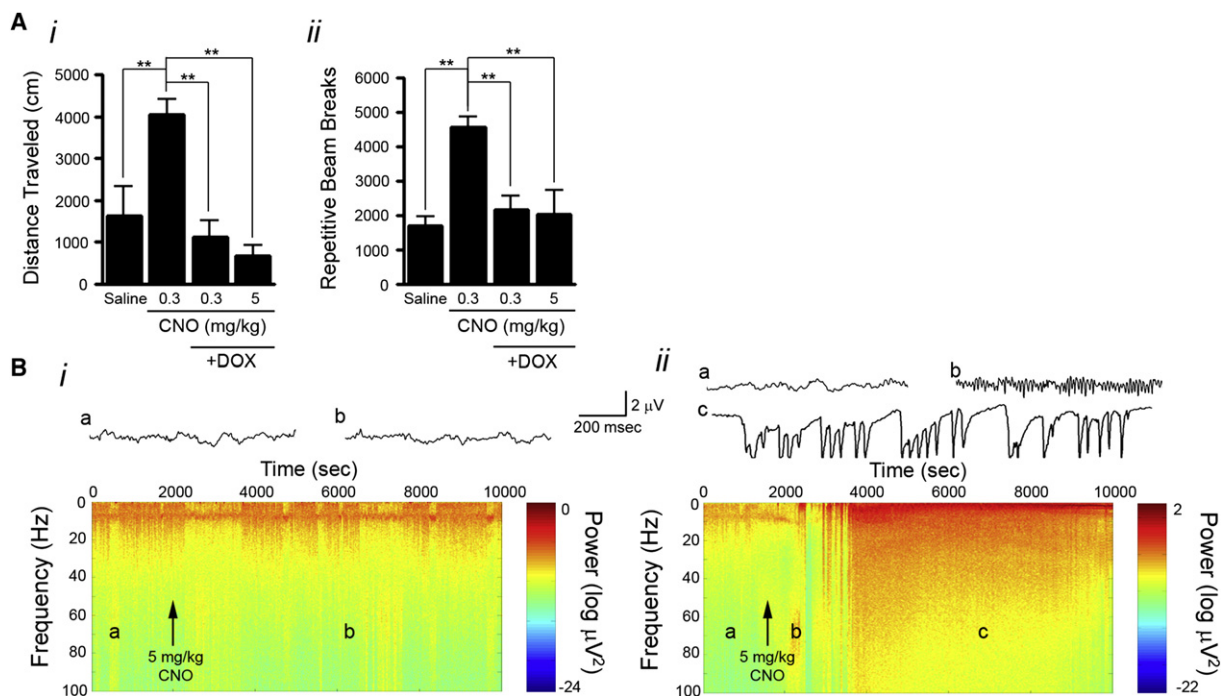 A
i
**
**
**
Distance Traveled (cm)
5000
4000
3000
2000
1000
0
Saline
0.3
0.3
5
CNO (mg/kg)
+DOX
ii
**
**
**
Repetitive Beam Breaks
6000
5000
4000
3000
2000
1000
0
Saline
0.3
0.3
5
CNO (mg/kg)
+DOX
B
i
a
b
2 µV
200 msec
Time (sec)
0 2000 4000 6000 8000 10000
Frequency (Hz)
0
20
40
60
80
100
a
5 mg/kg
CNO
b
0
-24
Power (log µV²)
ii
a
b
c
Time (sec)
0 2000 4000 6000 8000 10000
Frequency (Hz)
0
20
40
60
80
100
a
5 mg/kg
CNO
b
c
2
-22
Power (log µV²)